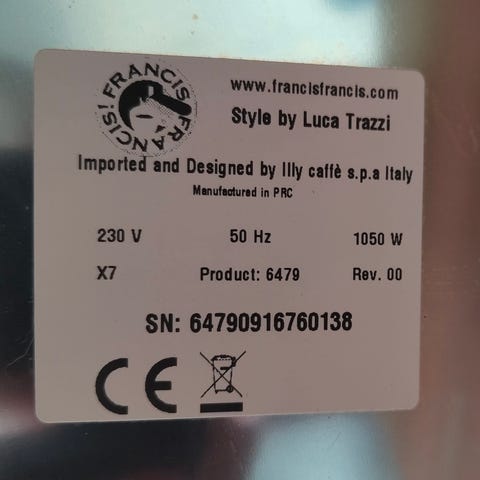 FRANCIS! FRANCIS!
www.francisfrancis.com
Style by Luca Trazzi
Imported and Designed by Illy caffè s.p.a Italy
Manufactured in PRC
230 V 50 Hz 1050 W
X7 Product: 6479 Rev. 00
SN: 64790916760138
CE